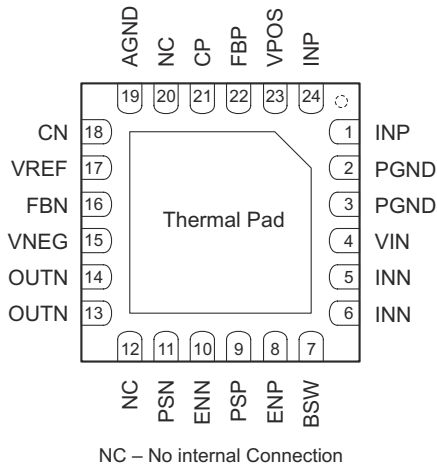 AGND
NC
CP
FBP
VPOS
INP
19
20
21
22
23
24
CN 18
VREF 17
FBN 16
VNEG 15
OUTN 14
OUTN 13
Thermal Pad
1 INP
2 PGND
3 PGND
4 VIN
5 INN
6 INN
12
11
10
9
8
7
NC
PSN
ENN
PSP
ENP
BSW
NC – No internal Connection